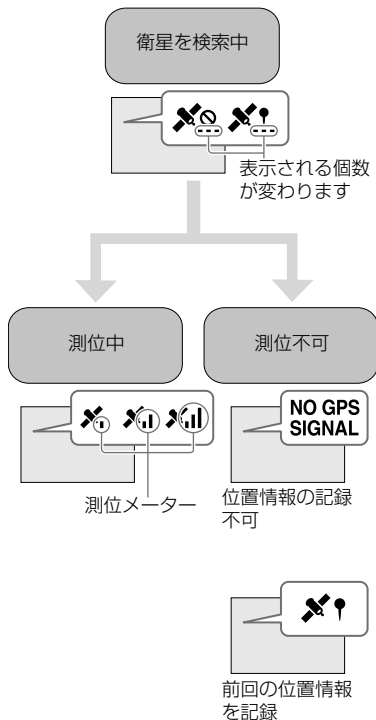 衛星を検索中
表示される個数
が変わります
測位中
測位不可
NO GPS
SIGNAL
測位メーター
位置情報の記録
不可
前回の位置情報
を記録